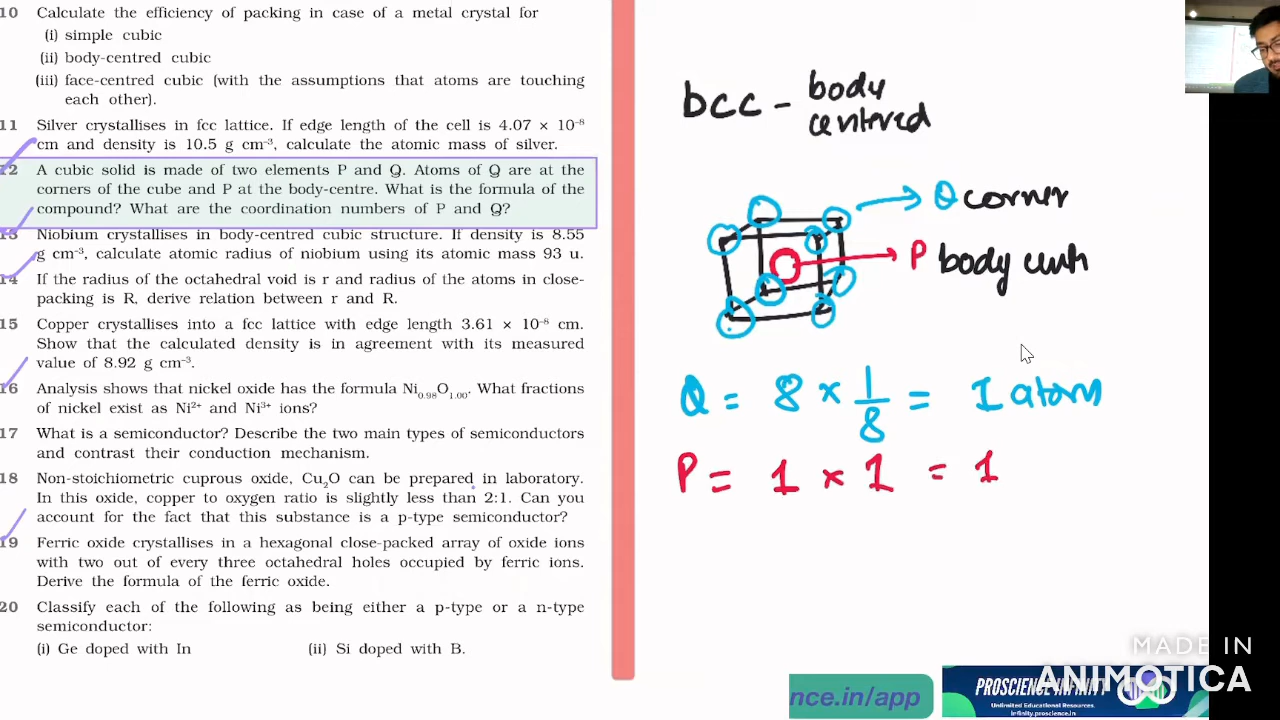 10 Calculate the efficiency of packing in case of a metal crystal for
(i) simple cubic
(ii) body-centred cubic
(iii) face-centred cubic (with the assumptions that atoms are touching
each other).
11 Silver crystallises in fcc lattice. If edge length of the cell is 4.07 × 10⁻⁸
cm and density is 10.5 g cm⁻³, calculate the atomic mass of silver.
12 A cubic solid is made of two elements P and Q. Atoms of Q are at the
corners of the cube and P at the body-centre. What is the formula of the
compound? What are the coordination numbers of P and Q?
13 Niobium crystallises in body-centred cubic structure. If density is 8.55
g cm⁻³, calculate atomic radius of niobium using its atomic mass 93 u.
14 If the radius of the octahedral void is r and radius of the atoms in close-
packing is R, derive relation between r and R.
15 Copper crystallises into a fcc lattice with edge length 3.61 × 10⁻⁸ cm.
Show that the calculated density is in agreement with its measured
value of 8.92 g cm⁻³.
16 Analysis shows that nickel oxide has the formula Ni₀.₉₈O₁.₀₀. What fractions
of nickel exist as Ni²⁺ and Ni³⁺ ions?
17 What is a semiconductor? Describe the two main types of semiconductors
and contrast their conduction mechanism.
18 Non-stoichiometric cuprous oxide, Cu₂O can be prepared in laboratory.
In this oxide, copper to oxygen ratio is slightly less than 2:1. Can you
account for the fact that this substance is a p-type semiconductor?
19 Ferric oxide crystallises in a hexagonal close-packed array of oxide ions
with two out of every three octahedral holes occupied by ferric ions.
Derive the formula of the ferric oxide.
20 Classify each of the following as being either a p-type or a n-type
semiconductor:
(i) Ge doped with In (ii) Si doped with B.
bcc - body
centered
Q corner
P body
Q = 8 × 1/8 = 1 atom
P = 1 × 1 = 1
MADE IN
ANIMOTICA
nce.in/app
PROSCIENCE INFINITY
Unlimited Educational Resources.
infinity.proscience.in